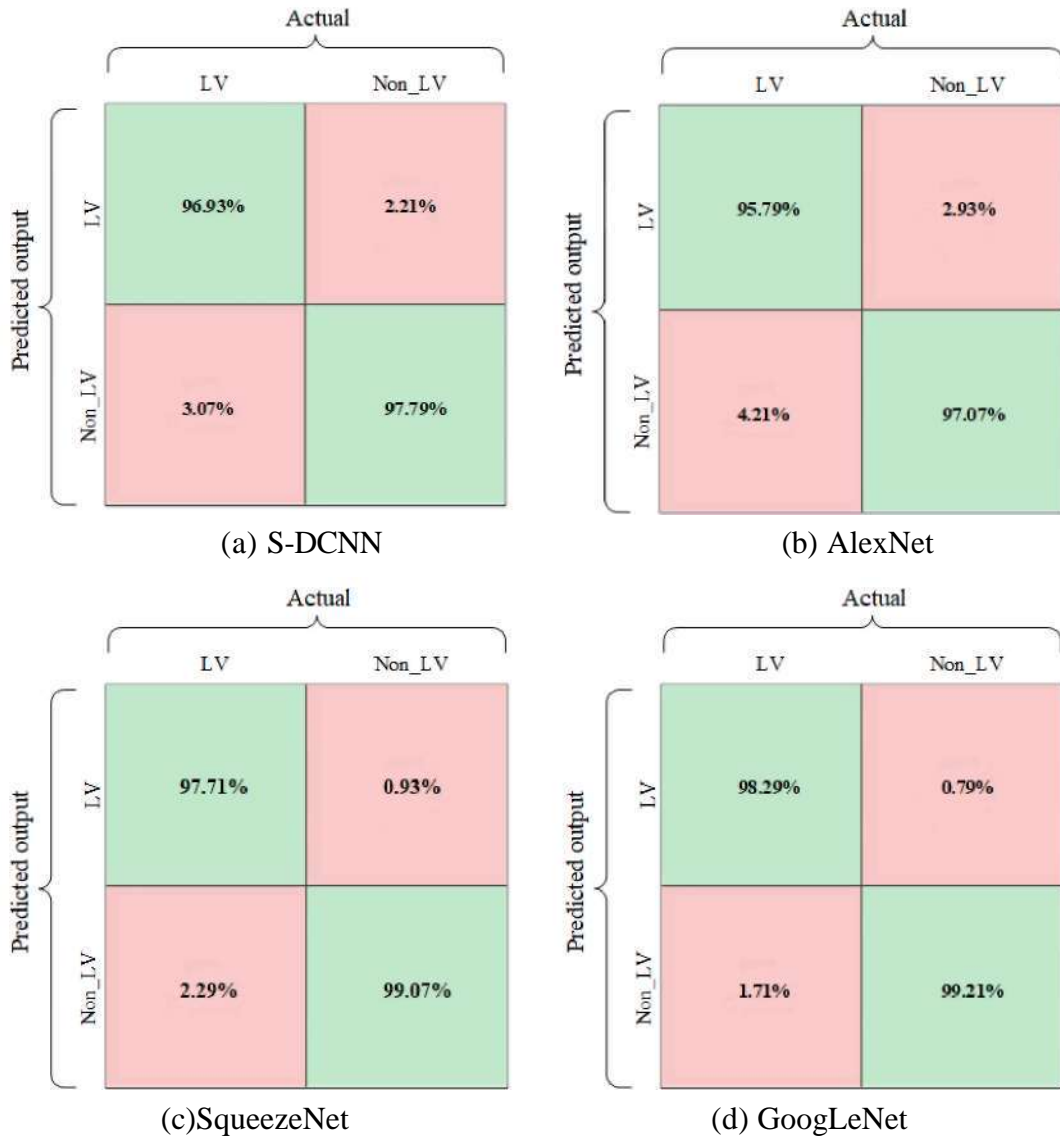 Actual
LV Non_LV
Predicted output
LV
96.93% 2.21%
Non_LV
3.07% 97.79%
(a) S-DCNN
Actual
LV Non_LV
Predicted output
LV
95.79% 2.93%
Non_LV
4.21% 97.07%
(b) AlexNet
Actual
LV Non_LV
Predicted output
LV
97.71% 0.93%
Non_LV
2.29% 99.07%
(c)SqueezeNet
Actual
LV Non_LV
Predicted output
LV
98.29% 0.79%
Non_LV
1.71% 99.21%
(d) GoogLeNet